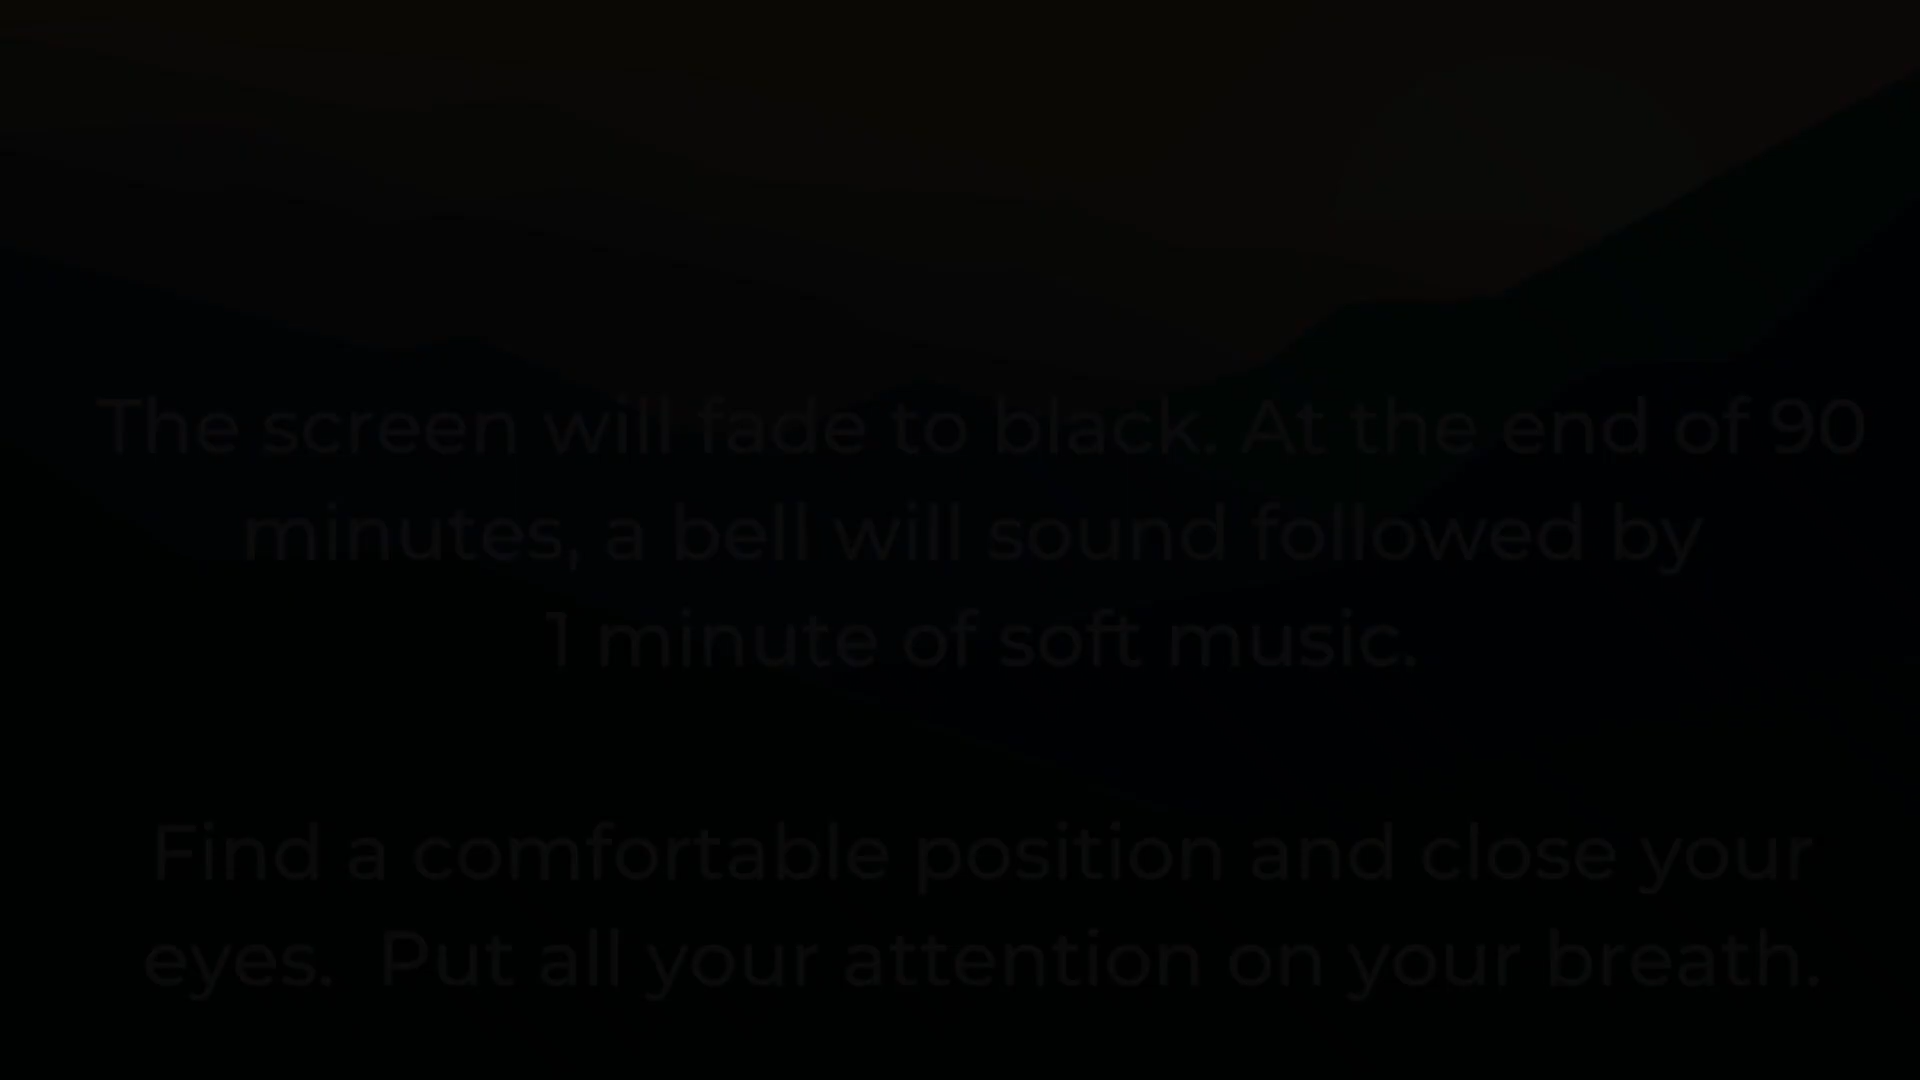 The screen will fade to black. At the end of 90
minutes, a bell will sound followed by
1 minute of soft music.
Find a comfortable position and close your
eyes.  Put all your attention on your breath.